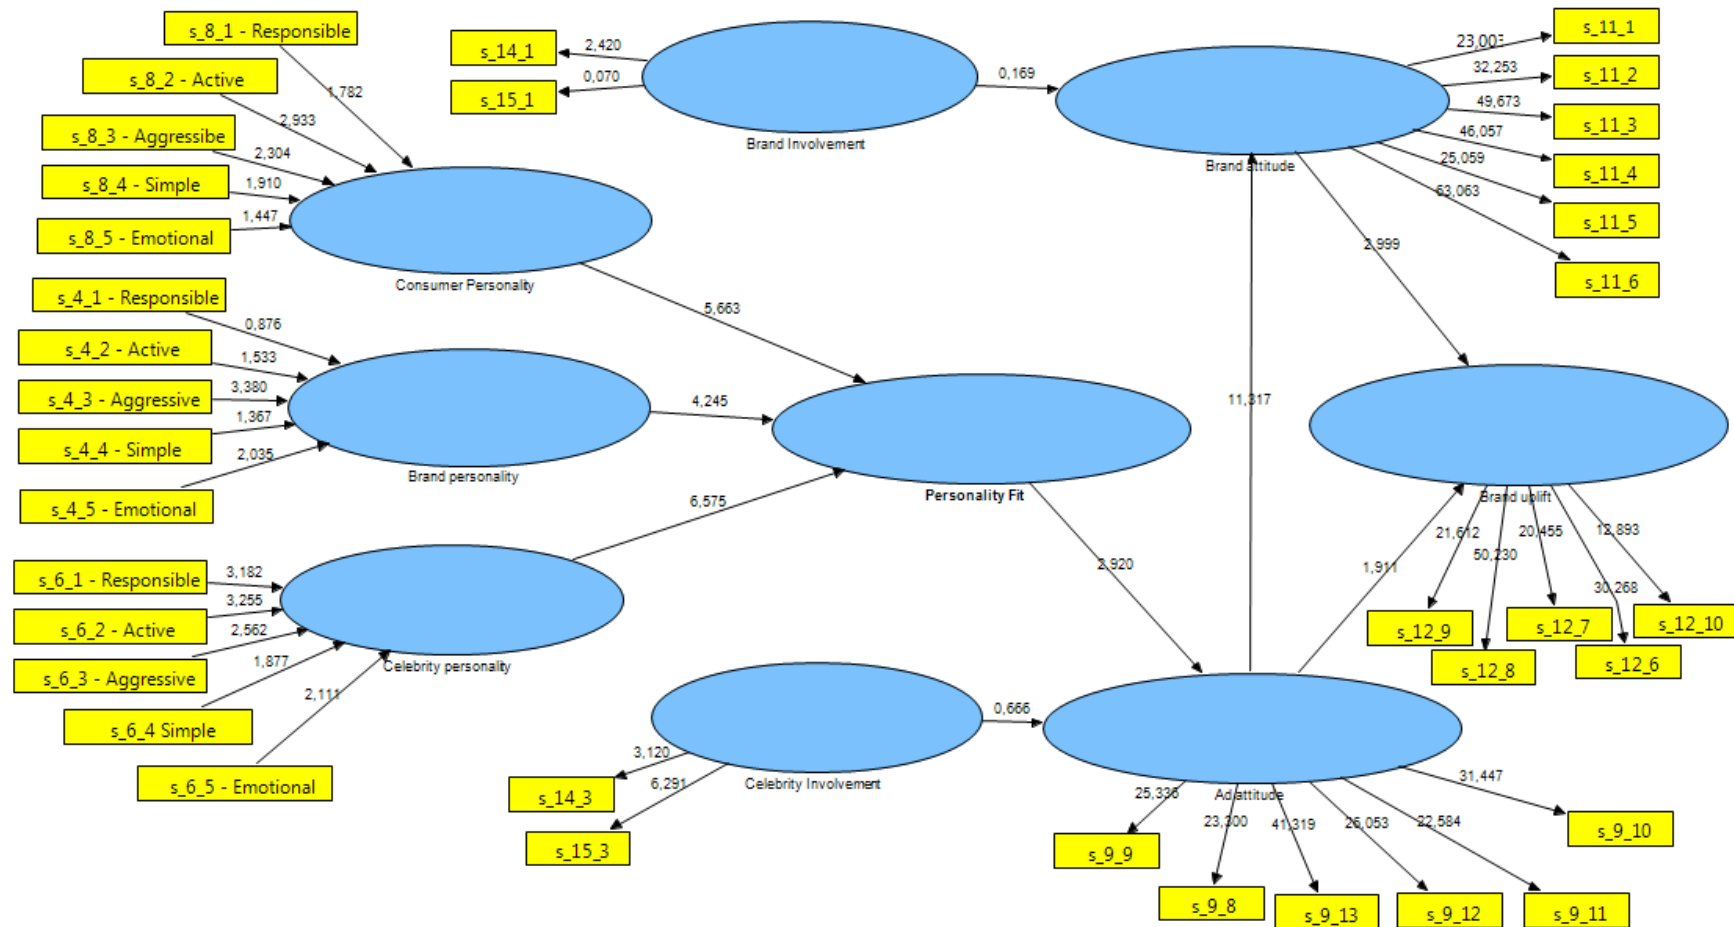 s_8_1 - Responsible
s_8_2 - Active
s_8_3 - Aggressibe
s_8_4 - Simple
s_8_5 - Emotional
1,782
2,933
2,304
1,910
1,447
Consumer Personality
s_4_1 - Responsible
s_4_2 - Active
s_4_3 - Aggressive
s_4_4 - Simple
s_4_5 - Emotional
0,876
1,533
3,380
1,367
2,035
Brand personality
s_6_1 - Responsible
s_6_2 - Active
s_6_3 - Aggressive
s_6_4 Simple
s_6_5 - Emotional
3,182
3,255
2,562
1,877
2,111
Celebrity personality
s_14_1
s_15_1
2,420
0,070
Brand Involvement
0,169
5,663
4,245
6,575
Personality Fit
2,920
s_14_3
s_15_3
3,120
6,291
Celebrity Involvement
0,666
Brand attitude
23,003
32,253
49,673
46,057
25,059
63,063
s_11_1
s_11_2
s_11_3
s_11_4
s_11_5
s_11_6
2,999
11,317
1,911
Brand uplift
21,612
50,230
20,455
30,268
12,893
s_12_9
s_12_8
s_12_7
s_12_6
s_12_10
Ad attitude
25,336
23,300
41,319
26,053
22,584
31,447
s_9_9
s_9_8
s_9_13
s_9_12
s_9_11
s_9_10